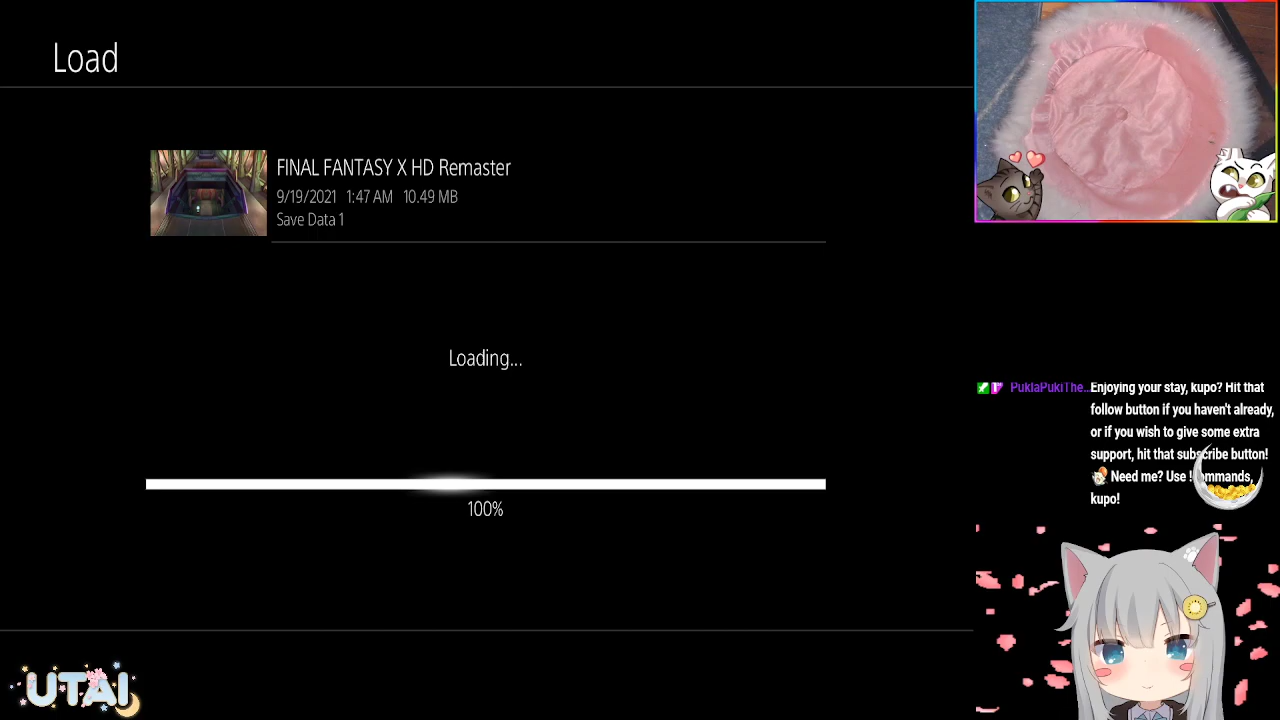 Load
FINAL FANTASY X HD Remaster
9/19/2021 1:47 AM 10.49 MB
Save Data 1
Loading...
100%
PuklaPukiThe...
Enjoying your stay, kupo? Hit that
follow button if you haven't already,
or if you wish to give some extra
support, hit that subscribe button!
Need me? Use
kupo!
UTAI